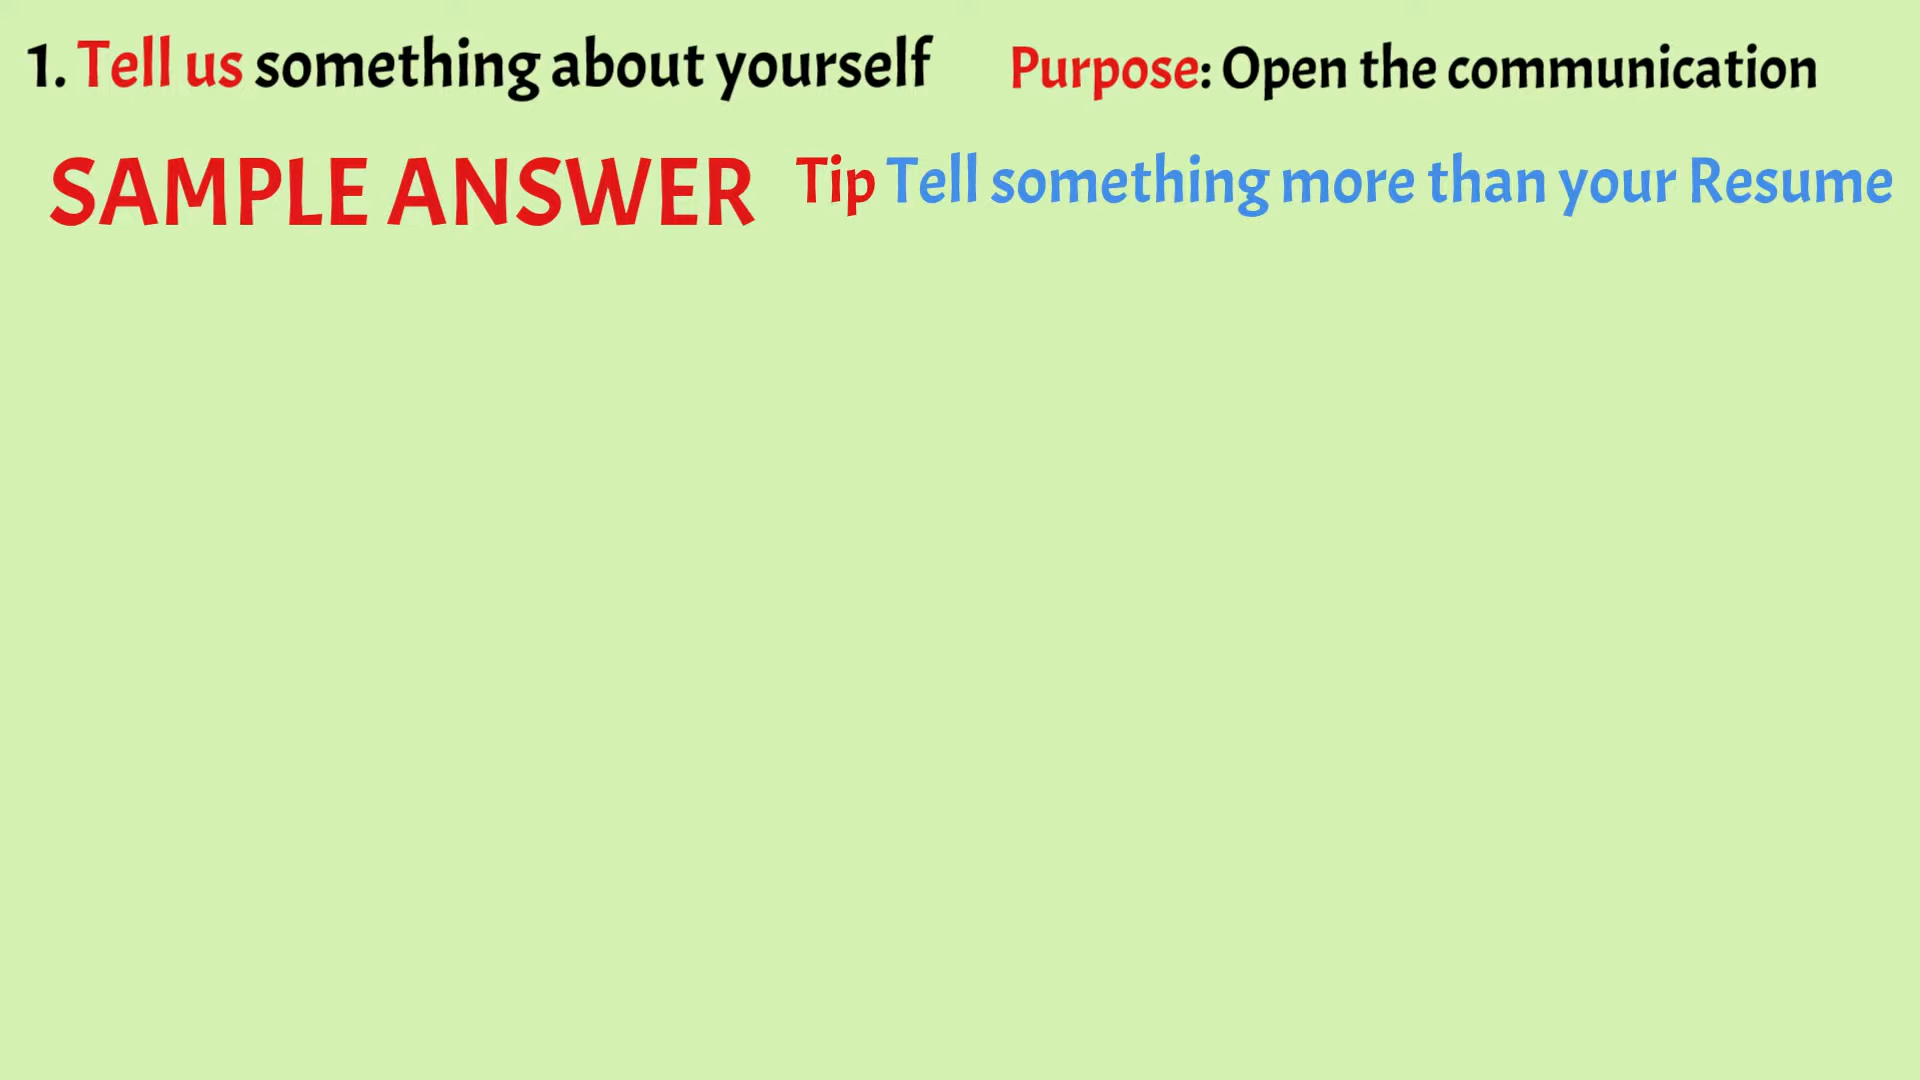 1. Tell us something about yourself
Purpose: Open the communication
SAMPLE ANSWER
Tip Tell something more than your Resume